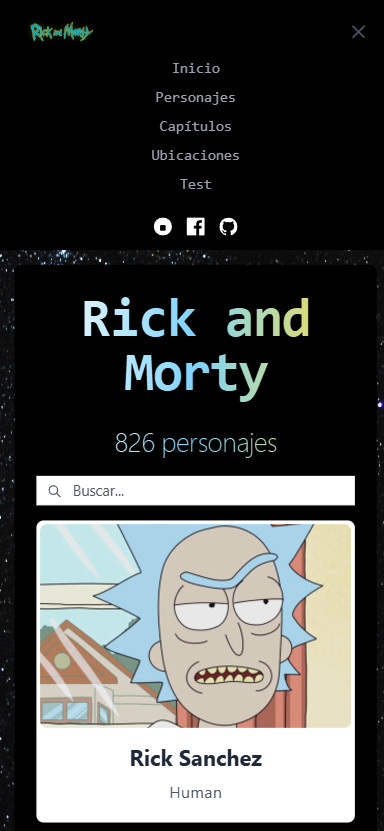 Rick and Morty
Inicio
Personajes
Capítulos
Ubicaciones
Test
Rick and
Morty
826 personajes
Buscar...
Rick Sanchez
Human